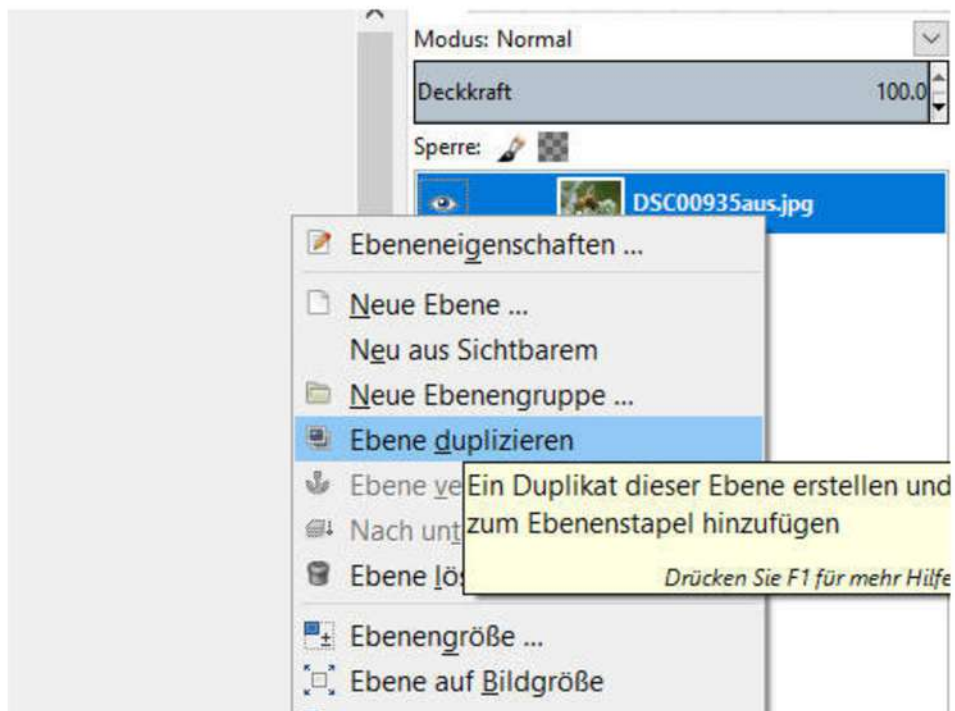 Modus: Normal
Deckkraft 100.0
Sperre:
DSC00935aus.jpg
Ebeneneigenschaften ...
Neue Ebene ...
Neu aus Sichtbarem
Neue Ebenengruppe ...
Ebene duplizieren
Ebene ve
Ein Duplikat dieser Ebene erstellen und
Nach unt
zum Ebenenstapel hinzufügen
Ebene lös
Drücken Sie F1 für mehr Hilfe
Ebenengröße ...
Ebene auf Bildgröße